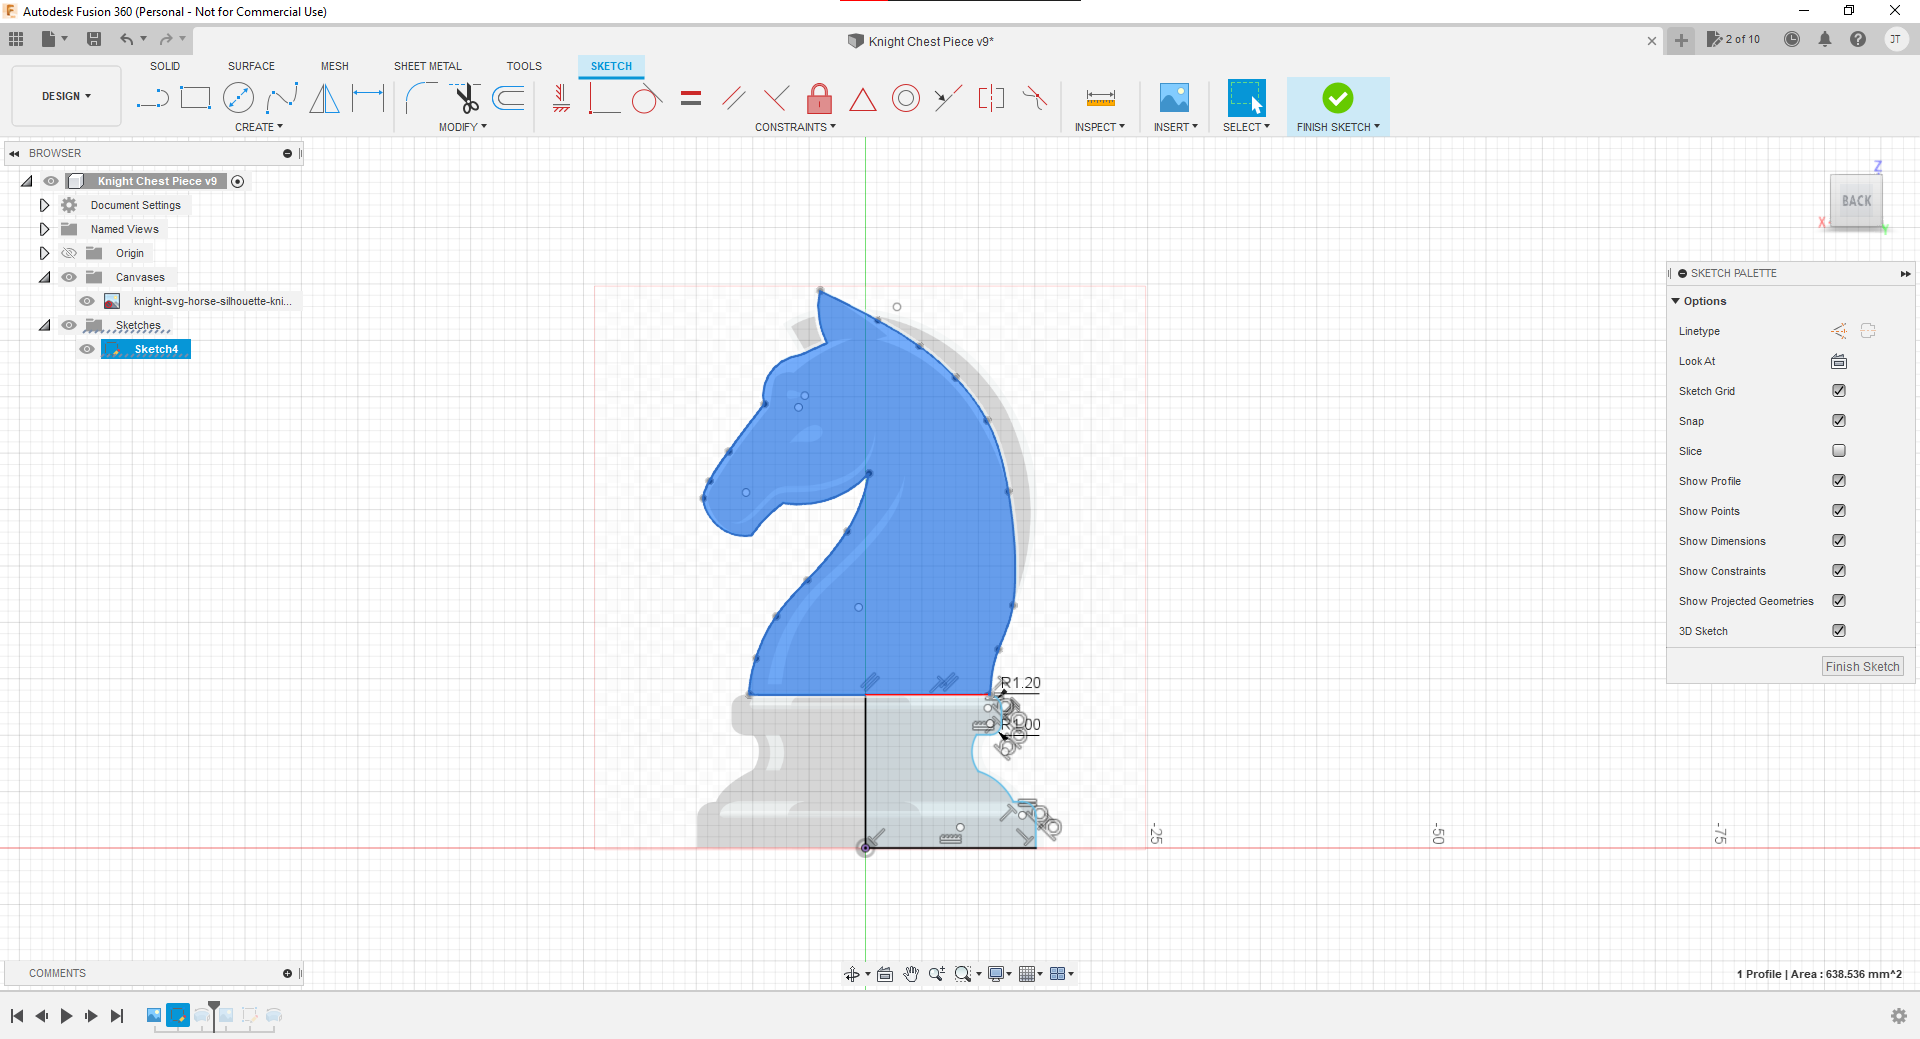 Autodesk Fusion 360 (Personal - Not for Commercial Use)
Knight Chest Piece v9*
2 of 10
JT
SOLID SURFACE MESH SHEET METAL TOOLS SKETCH
DESIGN
CREATE MODIFY CONSTRAINTS INSPECT INSERT SELECT FINISH SKETCH
BROWSER
Knight Chest Piece v9
Document Settings
Named Views
Origin
Canvases
knight-svg-horse-silhouette-kni...
Sketches
Sketch4
Z
BACK
X
Y
SKETCH PALETTE
Options
Linetype
Look At
Sketch Grid
Snap
Slice
Show Profile
Show Points
Show Dimensions
Show Constraints
Show Projected Geometries
3D Sketch
Finish Sketch
R1.20
R1.00
-25
-50
-75
COMMENTS
1 Profile | Area : 638.536 mm^2